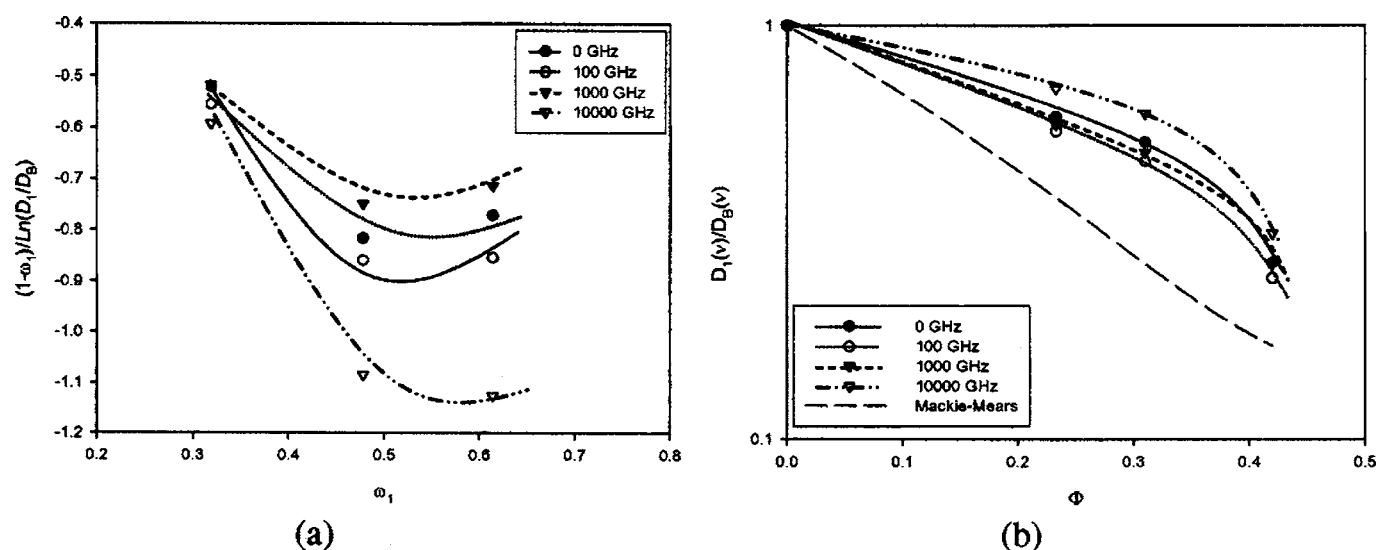 -0.4
-0.5
-0.6
-0.7
-0.8
-0.9
-1.0
-1.1
-1.2
(1-ω₁)/Ln(D₁/D_B)
0 GHz
100 GHz
1000 GHz
10000 GHz
0.2 0.3 0.4 0.5 0.6 0.7 0.8
ω₁
(a)
1
0.1
D₁(ν)/D_B(ν)
0 GHz
100 GHz
1000 GHz
10000 GHz
Mackie-Mears
0.0 0.1 0.2 0.3 0.4 0.5
Φ
(b)